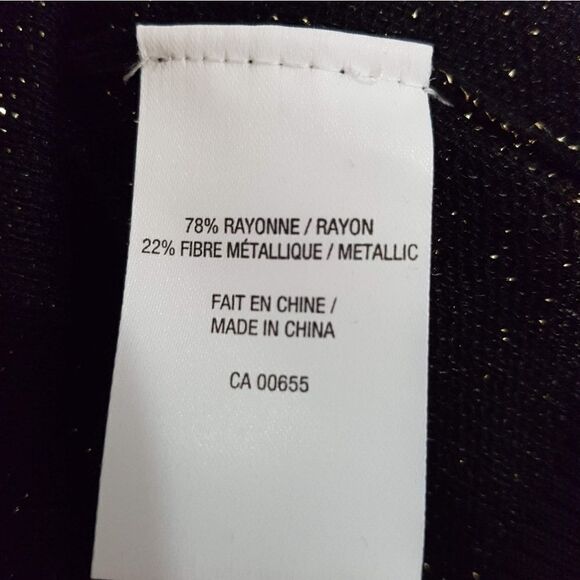 78% RAYONNE / RAYON
22% FIBRE MÉTALLIQUE / METALLIC
FAIT EN CHINE /
MADE IN CHINA
CA 00655